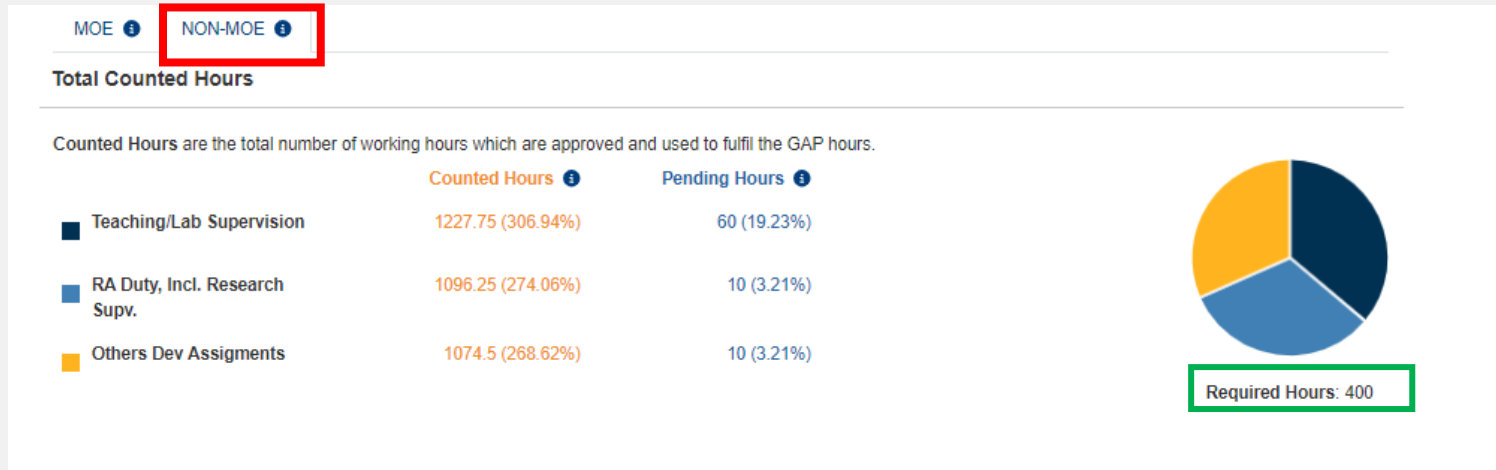 MOE
NON-MOE
Total Counted Hours
Counted Hours are the total number of working hours which are approved and used to fulfil the GAP hours.
Counted Hours Pending Hours
Teaching/Lab Supervision 1227.75 (306.94%) 60 (19.23%)
RA Duty, Incl. Research 1096.25 (274.06%) 10 (3.21%)
Supv.
Others Dev Assigments 1074.5 (268.62%) 10 (3.21%)
Required Hours: 400